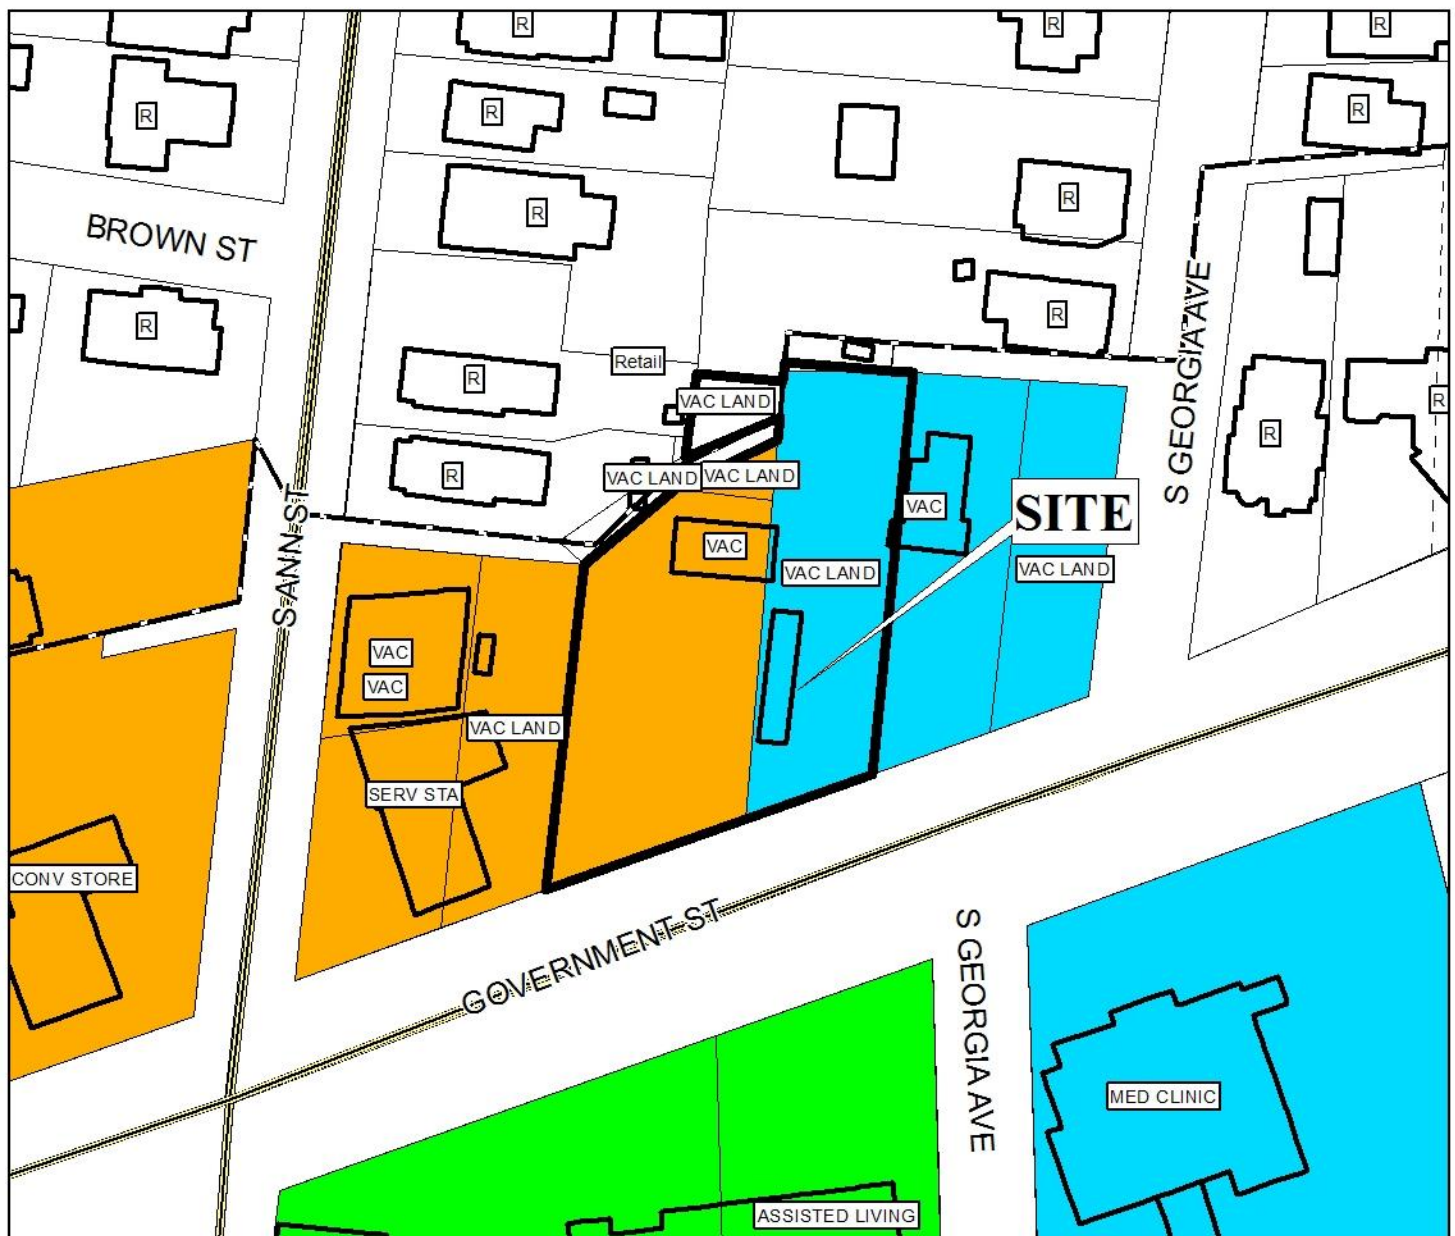 R
R
R
R
R
R
R
BROWN ST
R
R
R
R
S GEORGIA AVE
Retail
R
VAC LAND
R
R
R
VAC LAND
VAC LAND
VAC
SITE
S ANN ST
VAC
VAC LAND
VAC LAND
VAC
VAC
VAC LAND
SERV STA
CONV STORE
GOVERNMENT ST
S GEORGIA AVE
MED CLINIC
ASSISTED LIVING